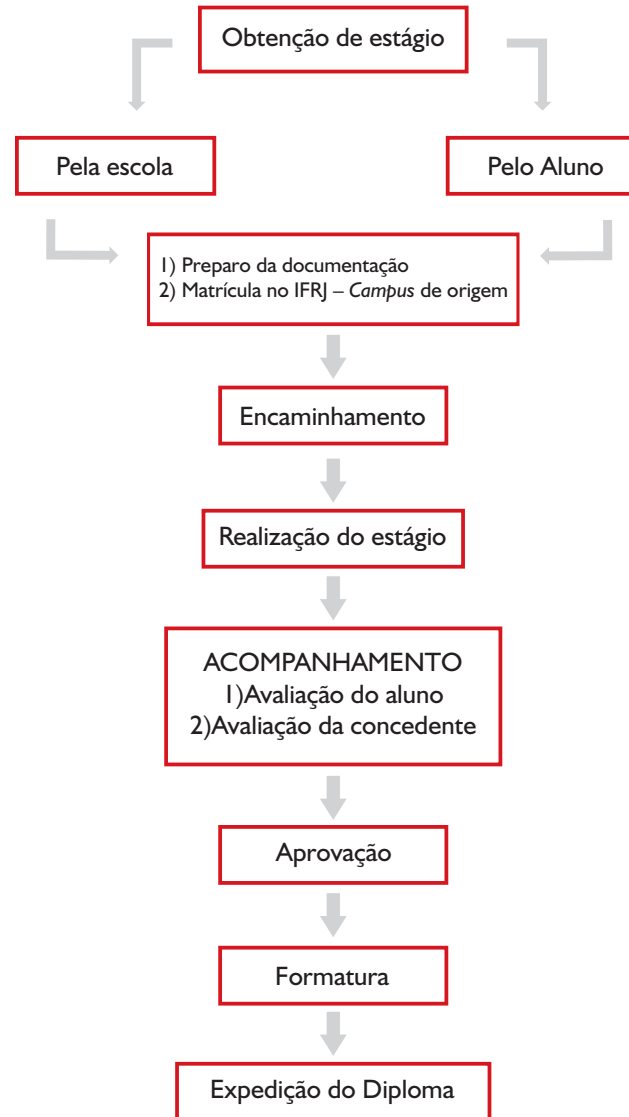 Obtenção de estágio
Pela escola
Pelo Aluno
1) Preparo da documentação
2) Matrícula no IFRJ – Campus de origem
Encaminhamento
Realização do estágio
ACOMPANHAMENTO
1)Avaliação do aluno
2)Avaliação da concedente
Aprovação
Formatura
Expedição do Diploma